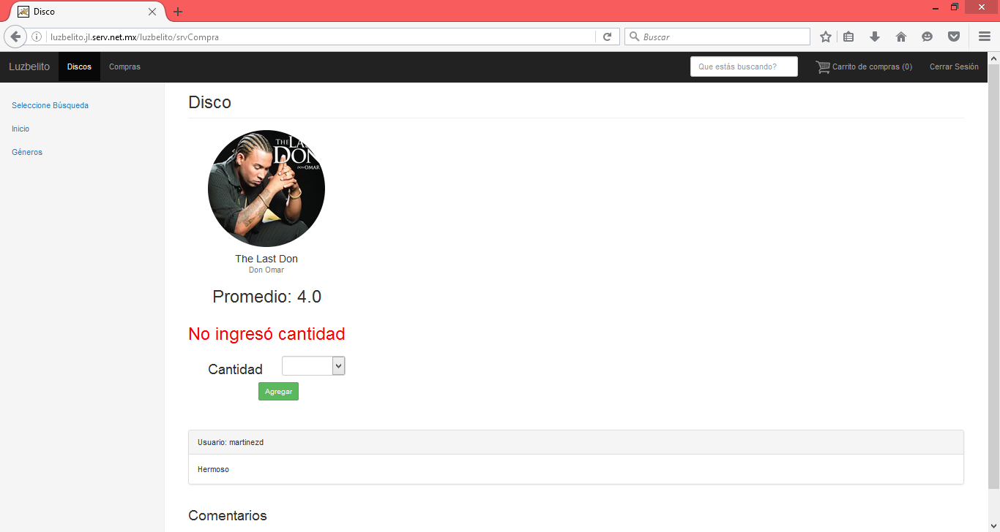 Disco
luzbelito.jl.serv.net.mx/luzbelito/srvCompra
Buscar
Luzbelito
Discos
Compras
Que estás buscando?
Carrito de compras (0)
Cerrar Sesión
Seleccione Búsqueda
Inicio
Géneros
Disco
THE LAST
DON
DON OMAR
The Last Don
Don Omar
Promedio: 4.0
No ingresó cantidad
Cantidad
Agregar
Usuario: martinezd
Hermoso
Comentarios